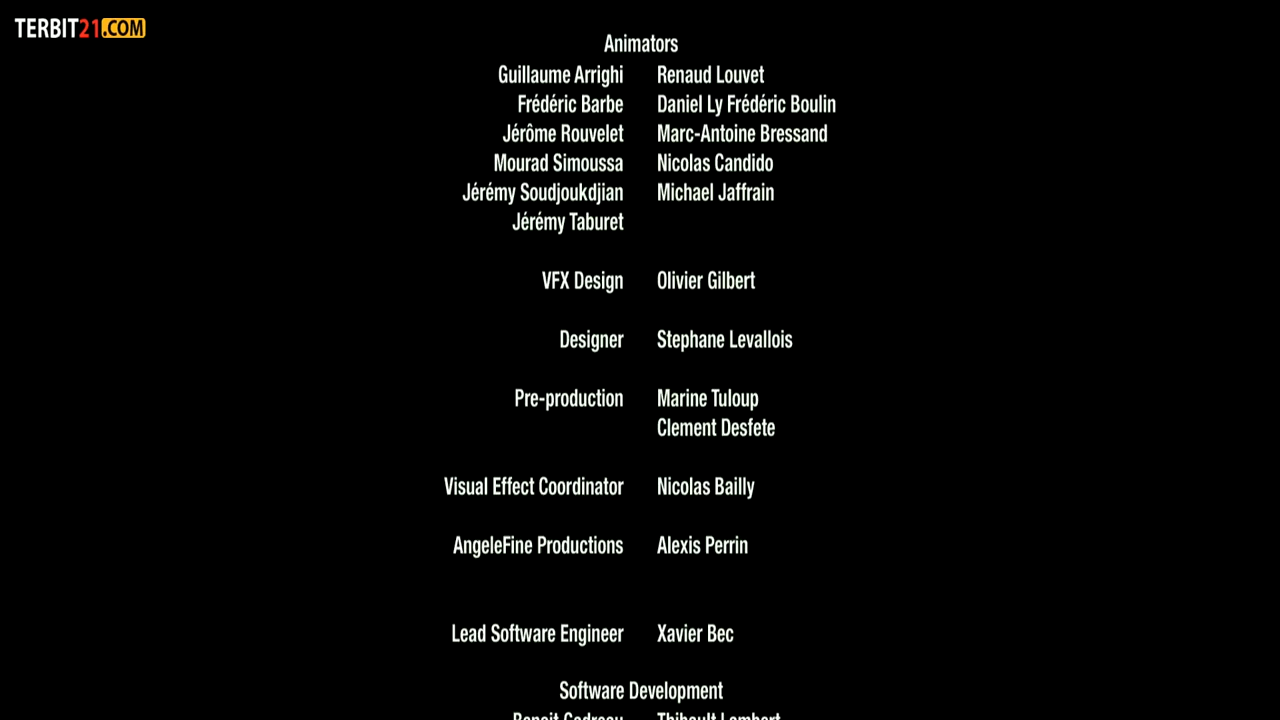 TERBIT21.COM
Animators
Guillaume Arrighi Renaud Louvet
Frédéric Barbe Daniel Ly Frédéric Boulin
Jérôme Rouvelet Marc-Antoine Bressand
Mourad Simoussa Nicolas Candido
Jérémy Soudjoukdjian Michael Jaffrain
Jérémy Taburet
VFX Design Olivier Gilbert
Designer Stephane Levallois
Pre-production Marine Tuloup
Clement Desfete
Visual Effect Coordinator Nicolas Bailly
AngeleFine Productions Alexis Perrin
Lead Software Engineer Xavier Bec
Software Development